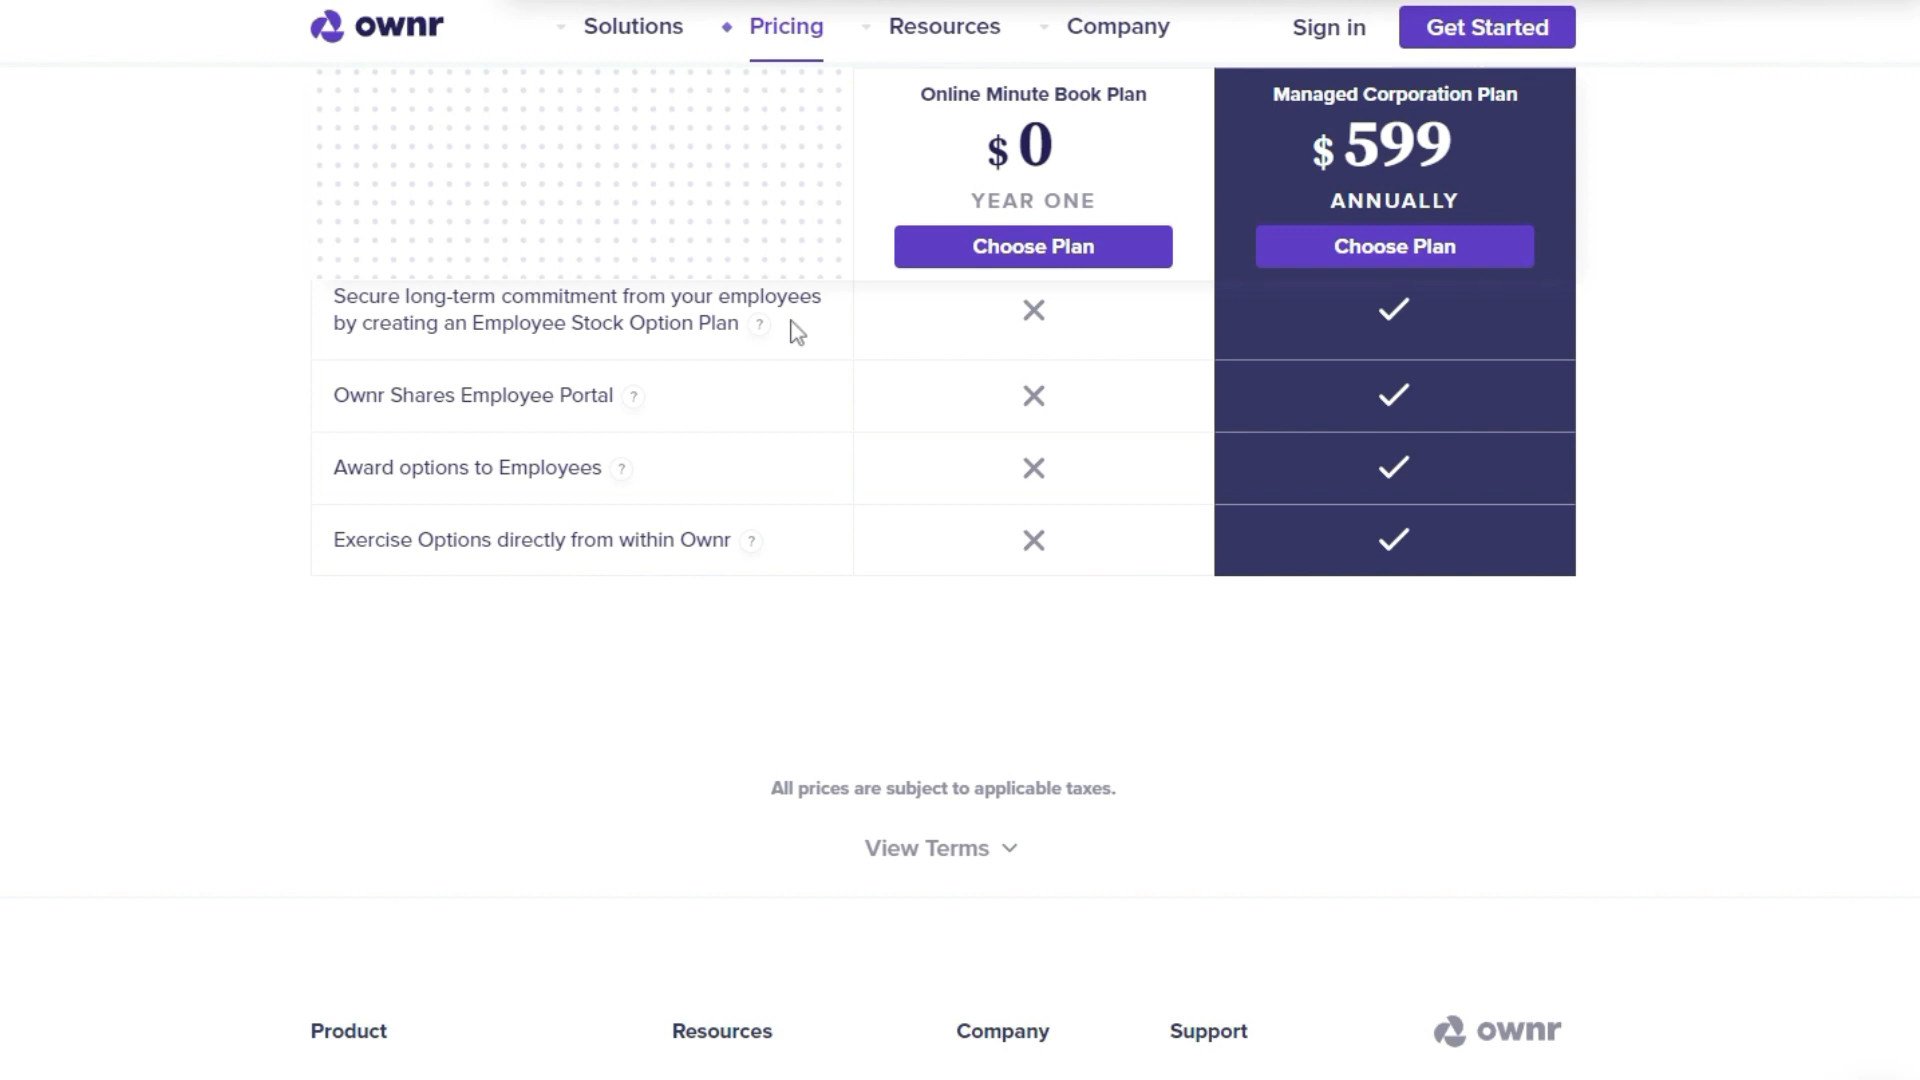 ownr
Solutions
Pricing
Resources
Company
Sign in
Get Started
Online Minute Book Plan
$ 0
YEAR ONE
Choose Plan
Managed Corporation Plan
$ 599
ANNUALLY
Choose Plan
Secure long-term commitment from your employees
by creating an Employee Stock Option Plan ?
Ownr Shares Employee Portal ?
Award options to Employees ?
Exercise Options directly from within Ownr ?
All prices are subject to applicable taxes.
View Terms
Product
Resources
Company
Support
ownr